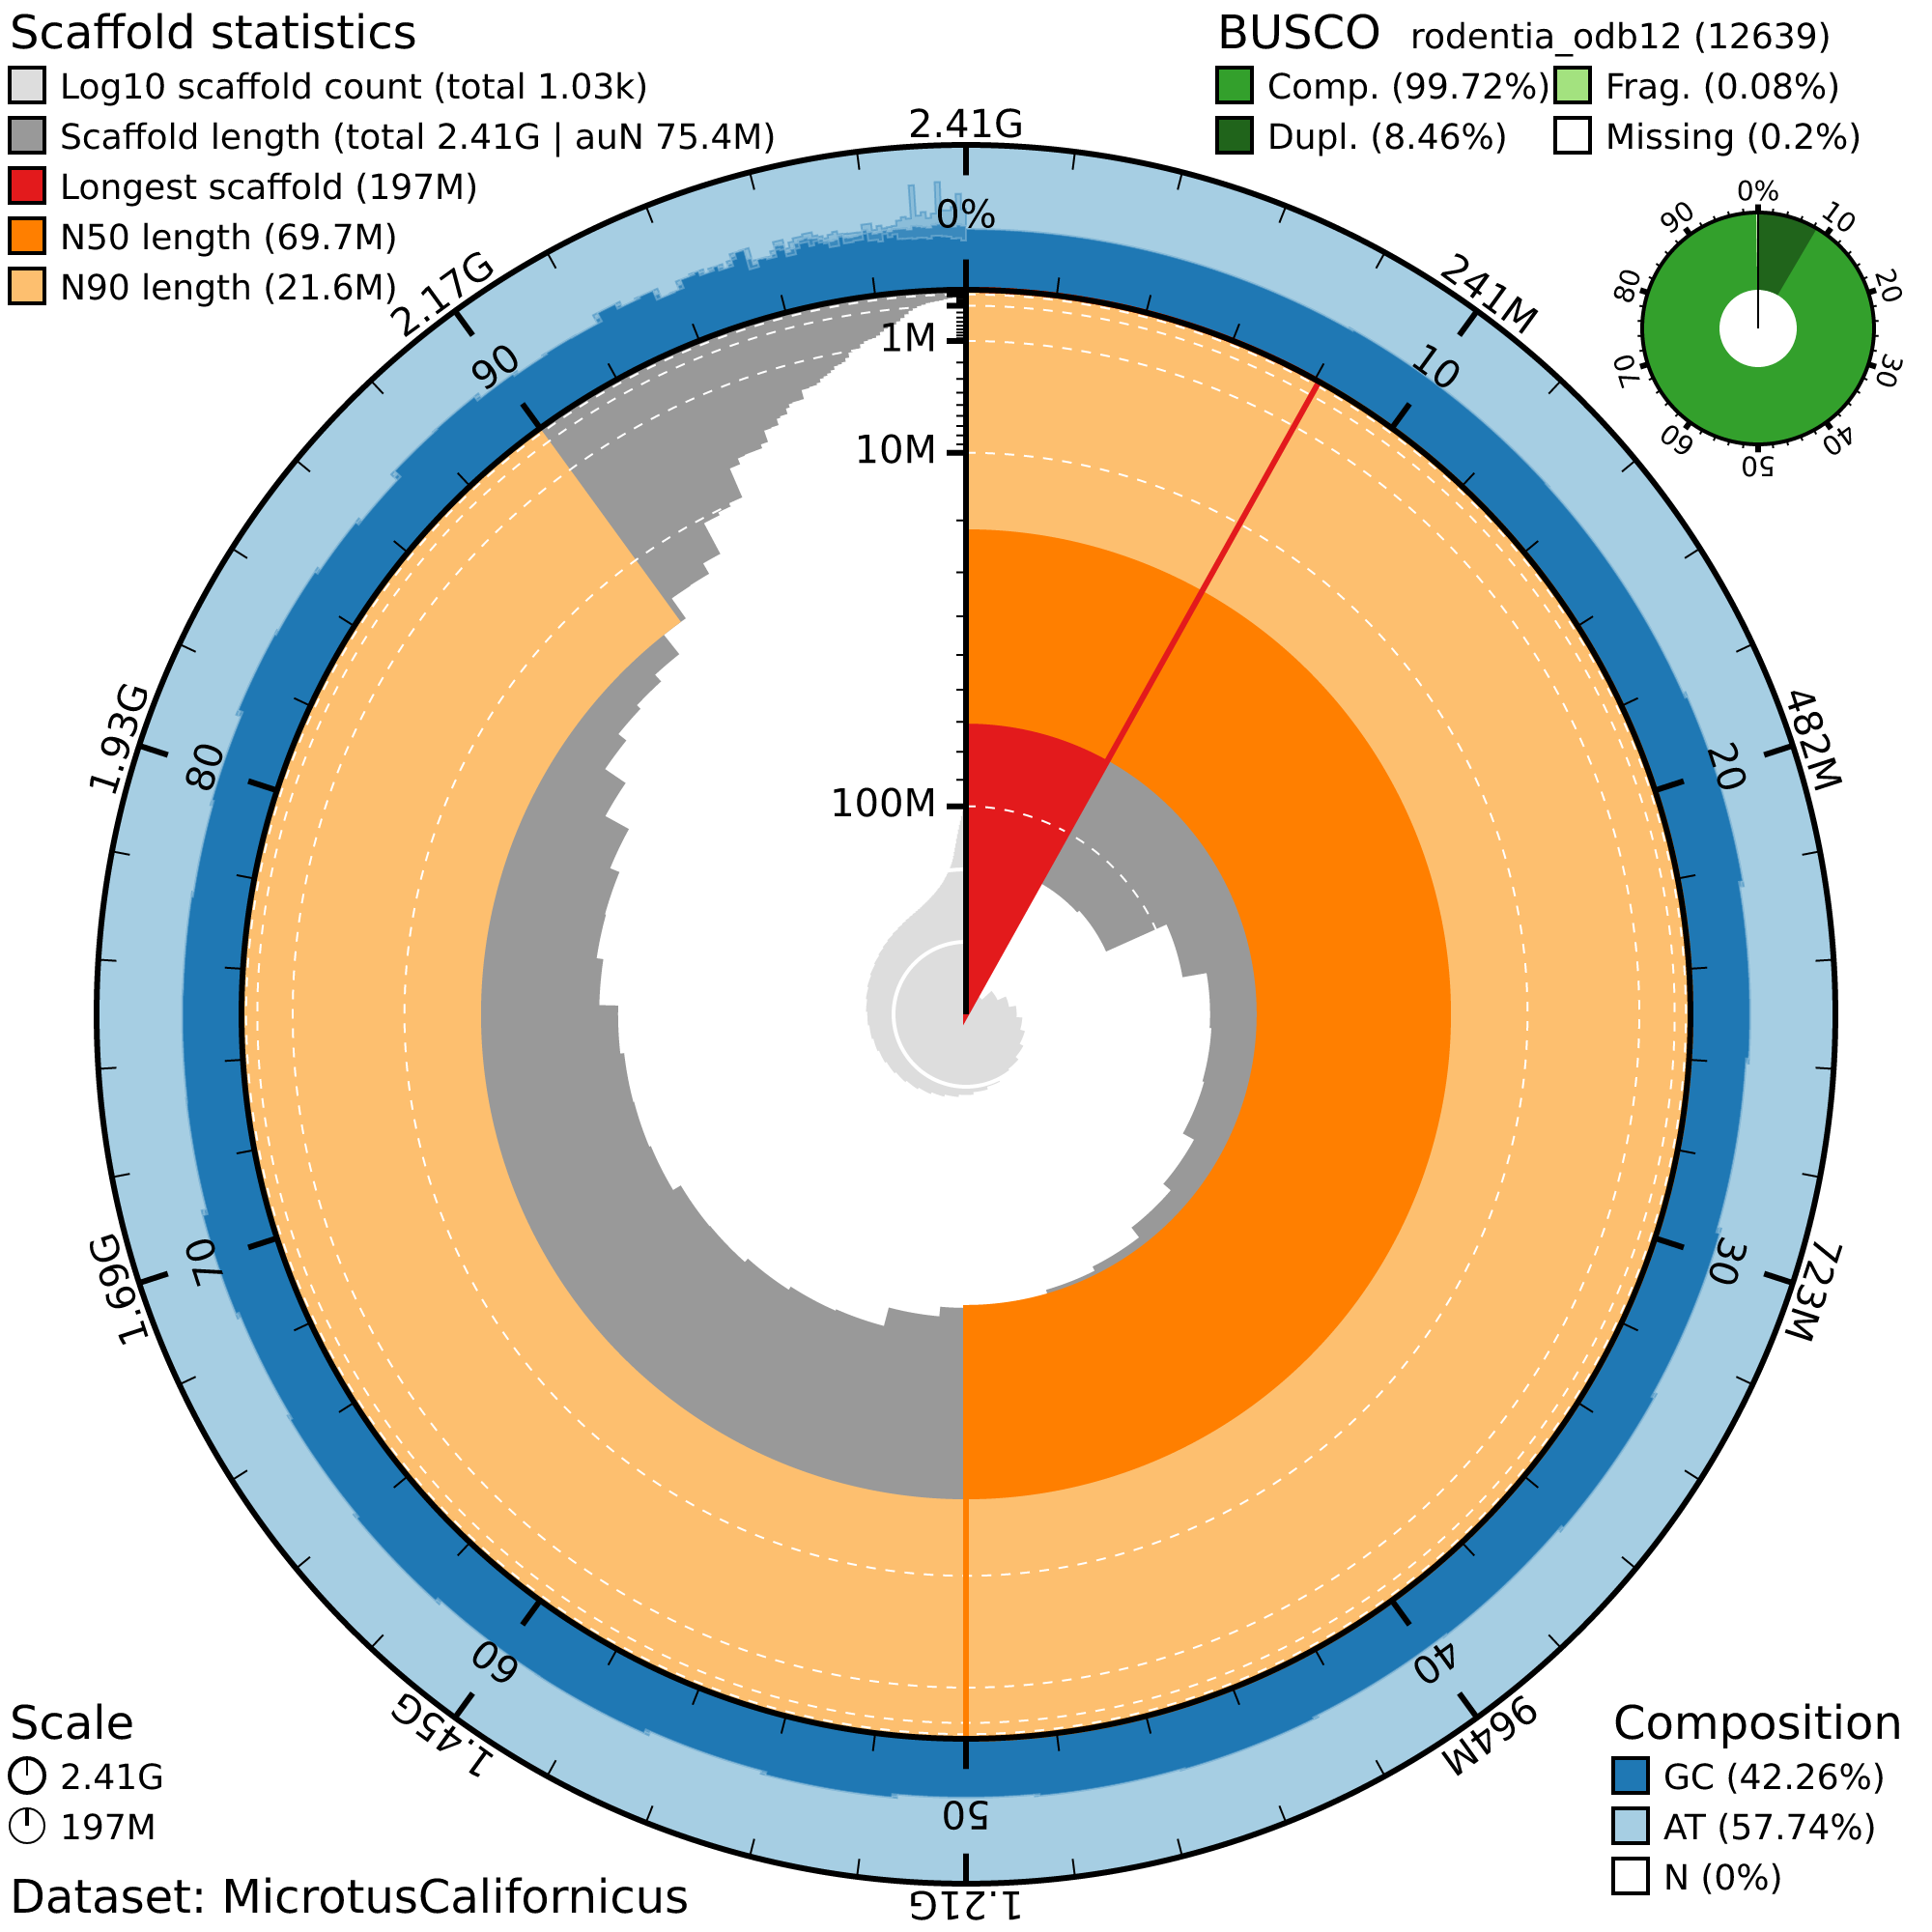 Scaffold statistics
Log10 scaffold count (total 1.03k)
Scaffold length (total 2.41G | auN 75.4M)
Longest scaffold (197M)
N50 length (69.7M)
N90 length (21.6M)
BUSCO rodentia_odb12 (12639)
Comp. (99.72%) Frag. (0.08%)
Dupl. (8.46%) Missing (0.2%)
0%
10
20
30
40
50
60
70
80
90
2.41G
241M
482M
723M
964M
1.21G
1.45G
1.69G
1.93G
2.17G
0%
10
20
30
40
50
60
70
80
90
1M
10M
100M
Scale
2.41G
197M
Dataset: MicrotusCalifornicus
Composition
GC (42.26%)
AT (57.74%)
N (0%)